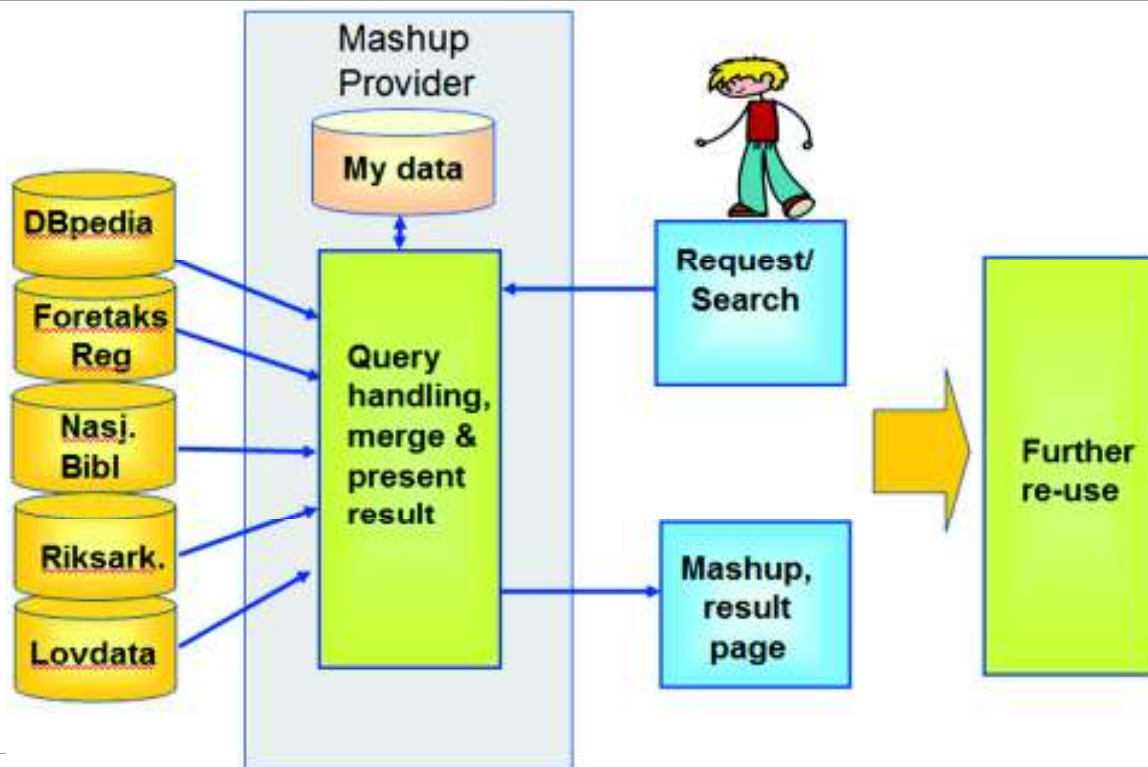 Mashup
Provider
My data
DBpedia
Foretaks
Reg
Nasj.
Bibl
Riksark.
Lovdata
Query
handling,
merge &
present
result
Request/
Search
Mashup,
result
page
Further
re-use